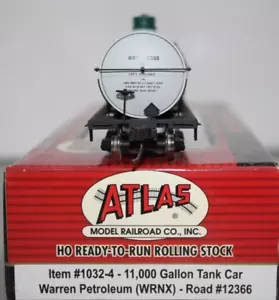 ATLAS
MODEL RAILROAD CO., INC.
HO READY-TO-RUN ROLLING STOCK
Item #1032-4 - 11,000 Gallon Tank Car
Warren Petroleum (WRNX) - Road #12366